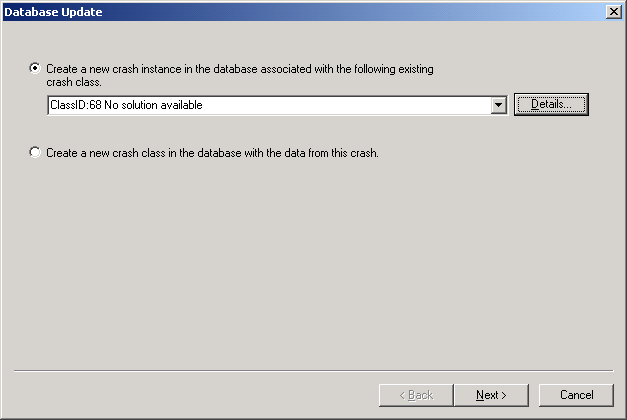 Database Update
Create a new crash instance in the database associated with the following existing
crash class.
ClassID:68 No solution available
Details...
Create a new crash class in the database with the data from this crash.
< Back
Next >
Cancel